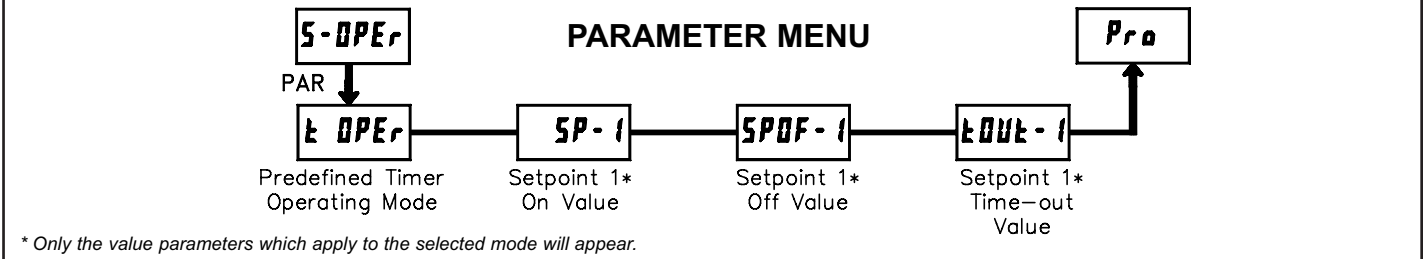 S-OPEr
PARAMETER MENU
Pro
PAR
t OPEr
SP-1
SPOF-1
tOUt-1
Predefined Timer
Operating Mode
Setpoint 1*
On Value
Setpoint 1*
Off Value
Setpoint 1*
Time-out
Value
* Only the value parameters which apply to the selected mode will appear.